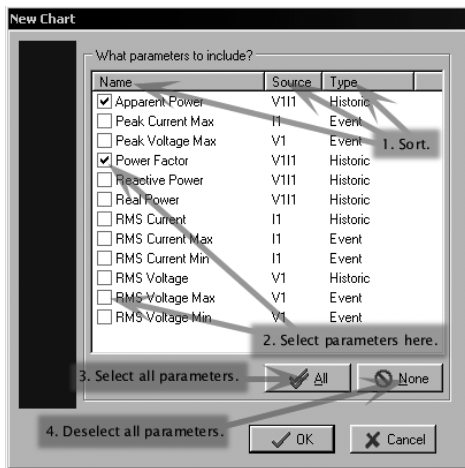 New Chart
What parameters to include?
Name Source Type
Apparent Power V1I1 Historic
Peak Current Max I1 Event
Peak Voltage Max V1 Event
1. Sort.
Power Factor V1I1 Historic
Reactive Power V1I1 Historic
Real Power V1I1 Historic
RMS Current I1 Historic
RMS Current Max I1 Event
RMS Current Min I1 Event
RMS Voltage V1 Historic
RMS Voltage Max V1 Event
RMS Voltage Min V1 Event
2. Select parameters here.
3. Select all parameters.
All None
4. Deselect all parameters.
OK Cancel